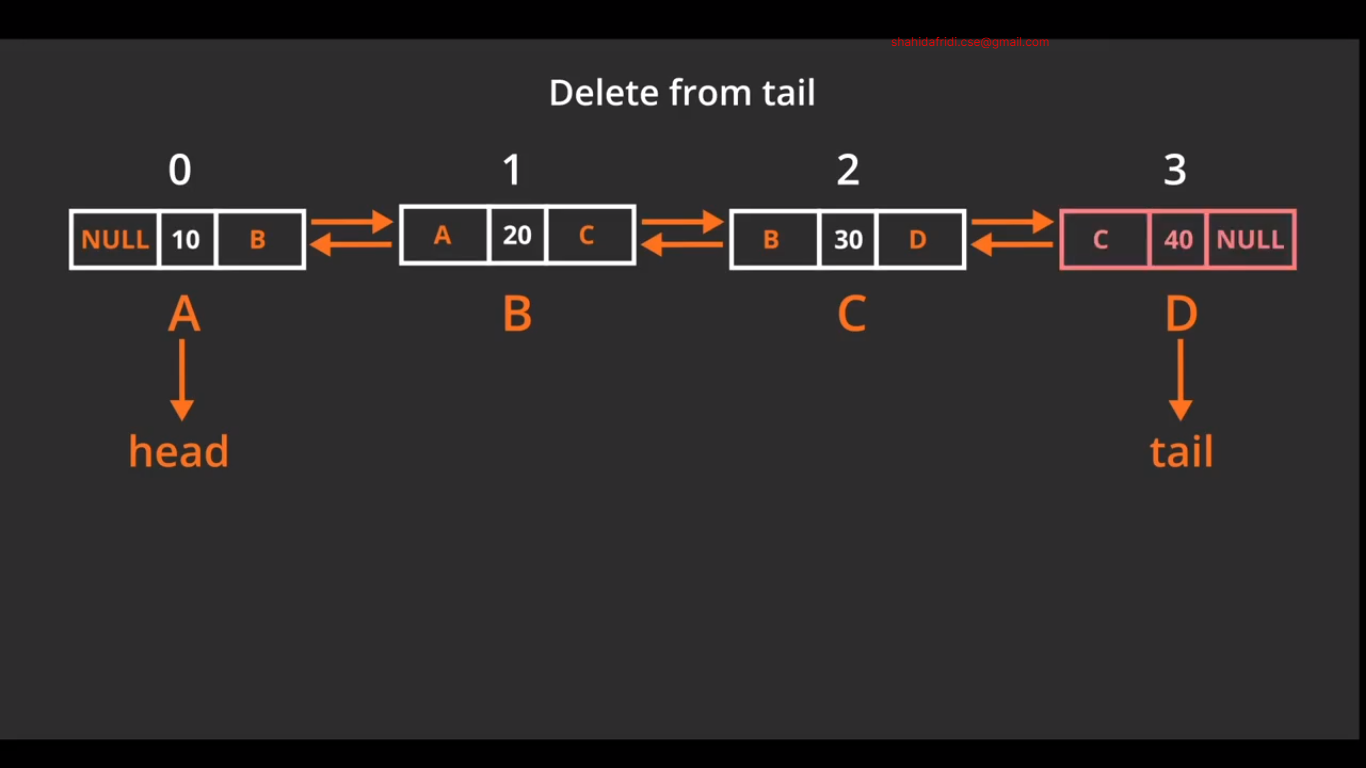 shahidafridi.cse@gmail.com
Delete from tail
0 1 2 3
NULL 10 B A 20 C B 30 D C 40 NULL
A B C D
head tail